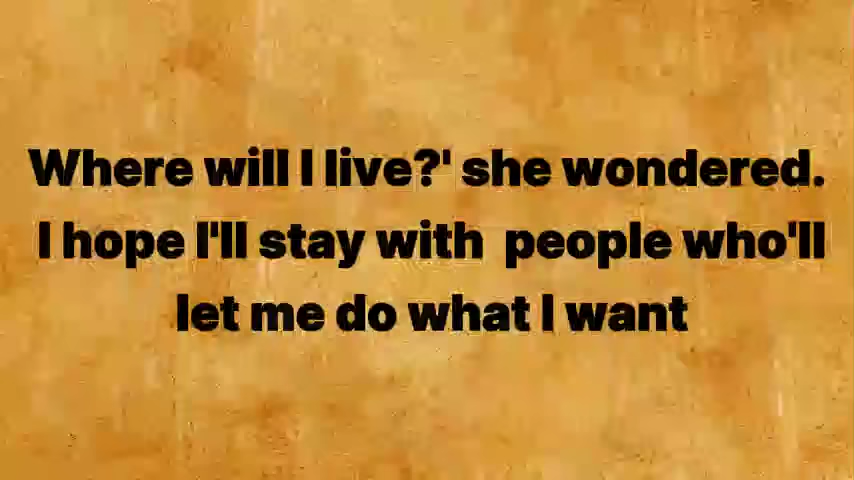 Where will I live?' she wondered.
I hope I'll stay with  people who'll
let me do what I want